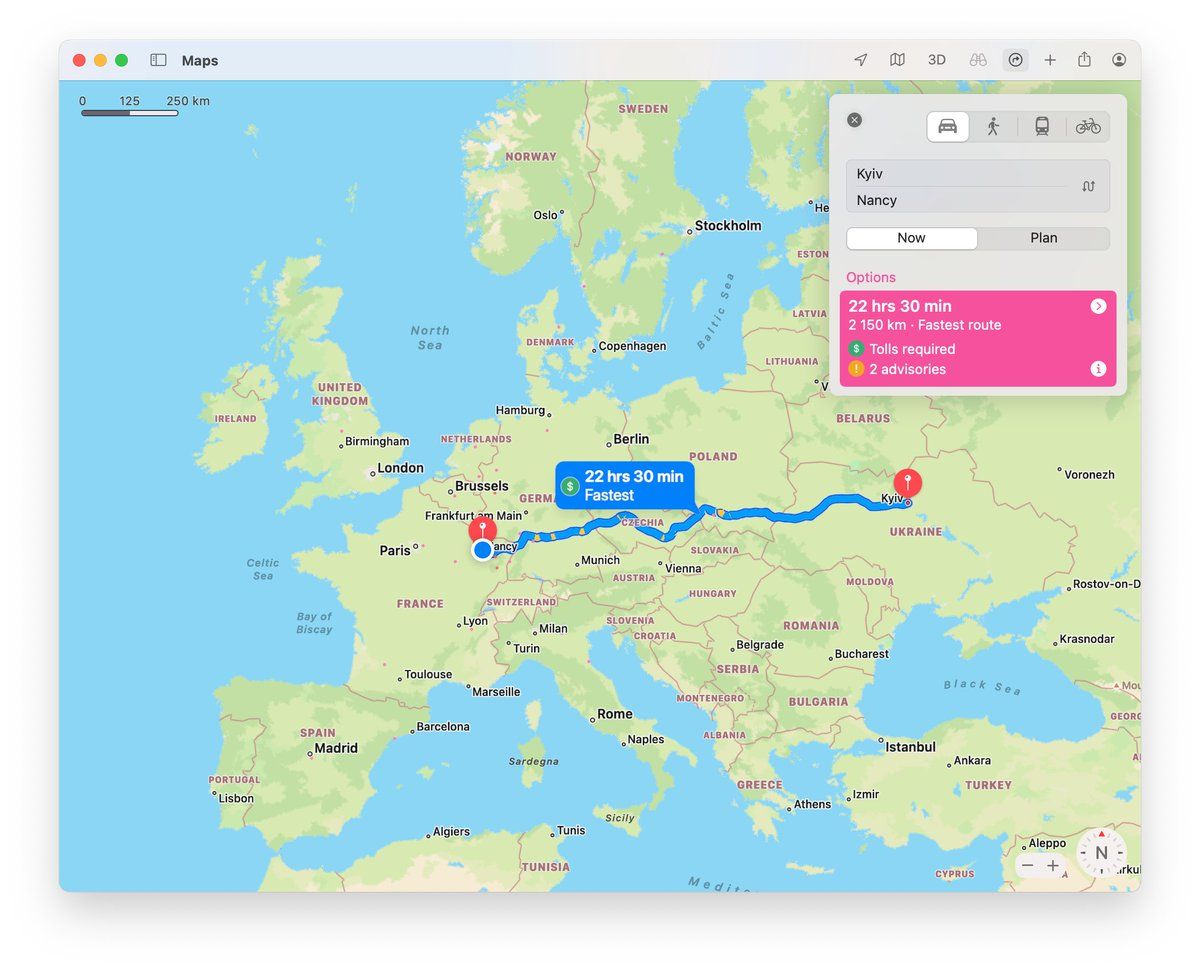 Maps
3D
0 125 250 km
Kyiv
Nancy
Now Plan
Options
22 hrs 30 min
2 150 km · Fastest route
$ Tolls required
! 2 advisories
SWEDEN
NORWAY
Oslo
Stockholm
He
ESTON
North
Sea
Baltic Sea
LATVIA
DENMARK
Copenhagen
LITHUANIA
V
UNITED
KINGDOM
IRELAND
Hamburg
BELARUS
Birmingham
NETHERLANDS
Berlin
London
POLAND
Voronezh
Brussels
GERMA
22 hrs 30 min
$ Fastest
Kyiv
Frankfurt am Main
CZECHIA
UKRAINE
Paris
ancy
SLOVAKIA
Munich
Vienna
Celtic
Sea
AUSTRIA
MOLDOVA
Rostov-on-D
HUNGARY
FRANCE
SWITZERLAND
Bay of
Biscay
Lyon
SLOVENIA
Milan
CROATIA
ROMANIA
Krasnodar
Turin
Belgrade
Bucharest
SERBIA
Toulouse
Marseille
Black Sea
Mou
MONTENEGRO
BULGARIA
Rome
GEORG
Barcelona
SPAIN
ALBANIA
Naples
Madrid
Istanbul
Sardegna
Ankara
PORTUGAL
GREECE
TURKEY
Lisbon
Izmir
Athens
Sicily
Algiers
Tunis
Aleppo
N
TUNISIA
CYPRUS
rkul
Medite